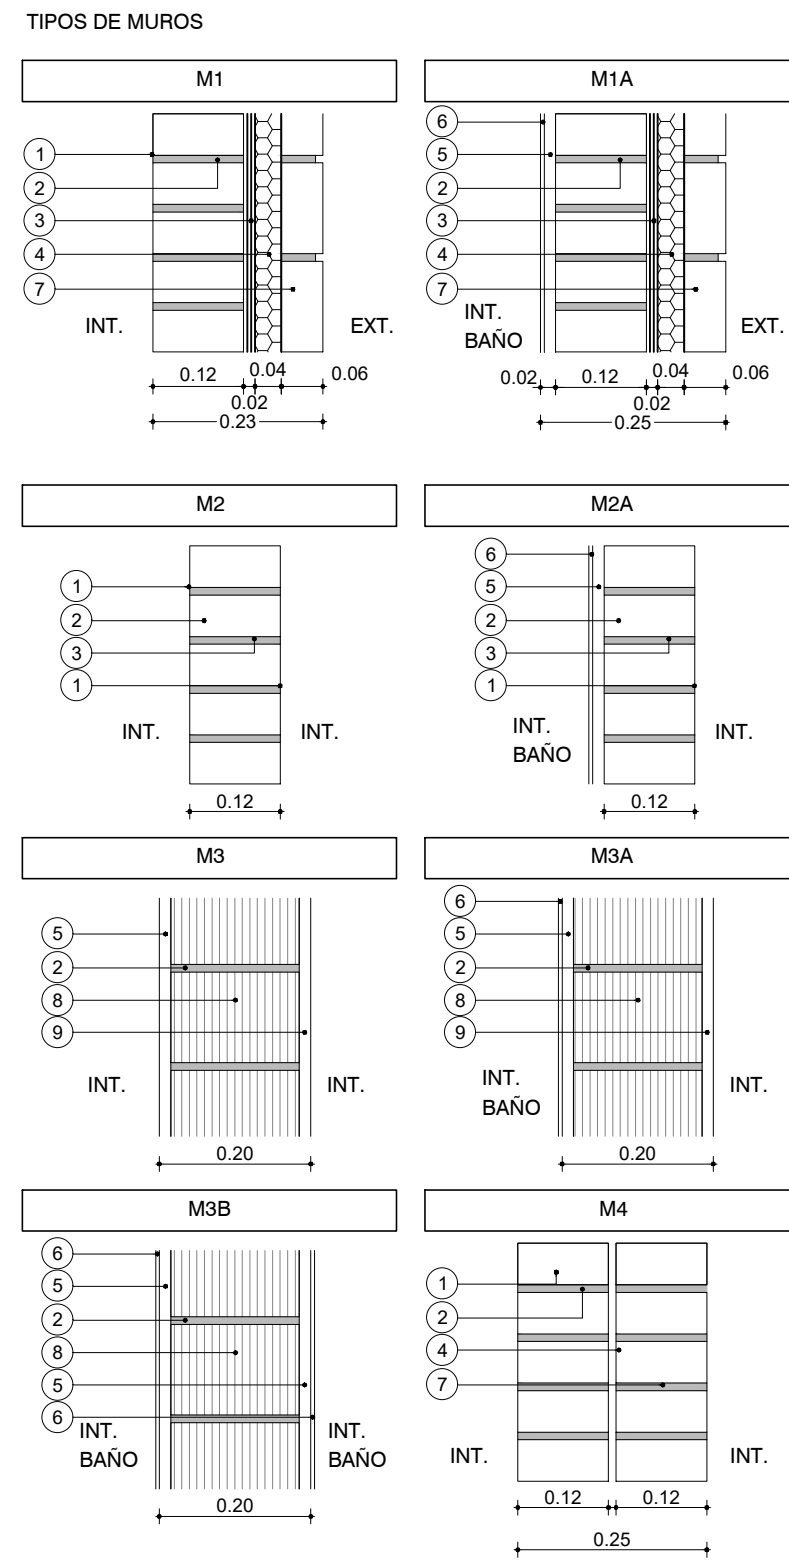 TIPOS DE MUROS
M1
1
2
3
4
7
INT.
EXT.
0.12
0.04
0.06
0.02
0.23
M1A
6
5
2
3
4
7
INT.
BAÑO
EXT.
0.02
0.12
0.04
0.06
0.02
0.25
M2
1
2
3
1
INT.
INT.
0.12
M2A
6
5
2
3
1
INT.
BAÑO
INT.
0.12
M3
5
2
8
9
INT.
INT.
0.20
M3A
6
5
2
8
9
INT.
BAÑO
INT.
0.20
M3B
6
5
2
8
5
6
INT.
BAÑO
INT.
BAÑO
0.20
M4
1
2
4
7
INT.
INT.
0.12
0.12
0.25